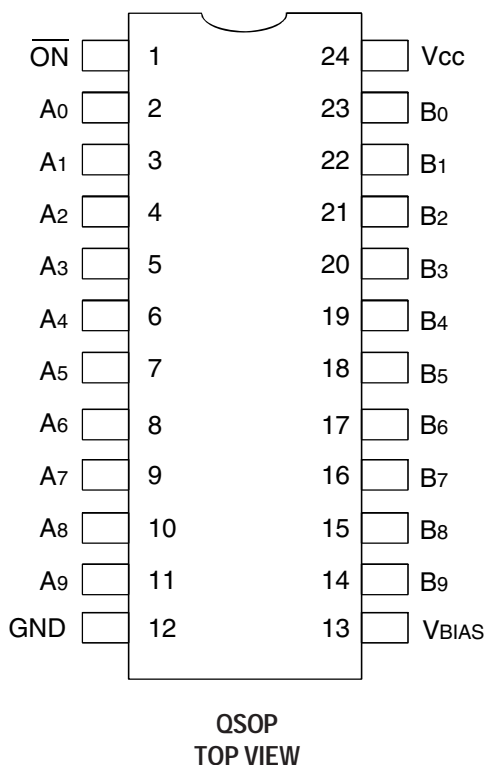 ON 1 24 Vcc
A0 2 23 B0
A1 3 22 B1
A2 4 21 B2
A3 5 20 B3
A4 6 19 B4
A5 7 18 B5
A6 8 17 B6
A7 9 16 B7
A8 10 15 B8
A9 11 14 B9
GND 12 13 VBIAS
QSOP
TOP VIEW